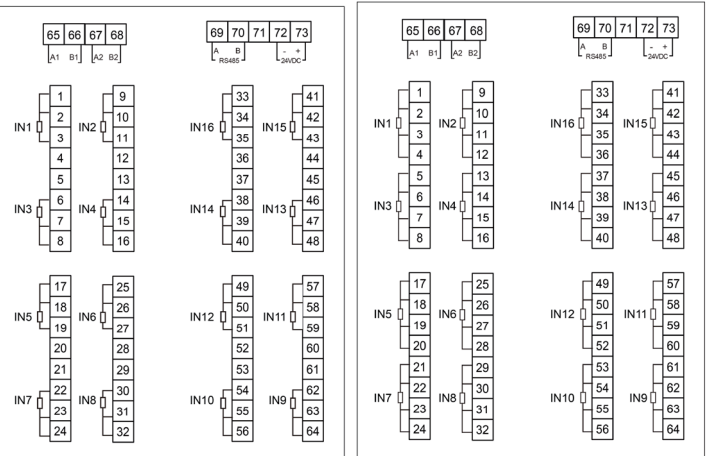 65 66 67 68 69 70 71 72 73
A1 B1 A2 B2 A B - +
RS485 24VDC
1 9 33 41
2 10 34 42
IN1 IN2 IN16 IN15
3 11 35 43
4 12 36 44
5 13 37 45
6 14 38 46
IN3 IN4 IN14 IN13
7 15 39 47
8 16 40 48
17 25 49 57
18 26 50 58
IN5 IN6 IN12 IN11
19 27 51 59
20 28 52 60
21 29 53 61
22 30 54 62
IN7 IN8 IN10 IN9
23 31 55 63
24 32 56 64
65 66 67 68 69 70 71 72 73
A1 B1 A2 B2 A B - +
RS485 24VDC
1 9 33 41
2 10 34 42
IN1 IN2 IN16 IN15
3 11 35 43
4 12 36 44
5 13 37 45
6 14 38 46
IN3 IN4 IN14 IN13
7 15 39 47
8 16 40 48
17 25 49 57
18 26 50 58
IN5 IN6 IN12 IN11
19 27 51 59
20 28 52 60
21 29 53 61
22 30 54 62
IN7 IN8 IN10 IN9
23 31 55 63
24 32 56 64